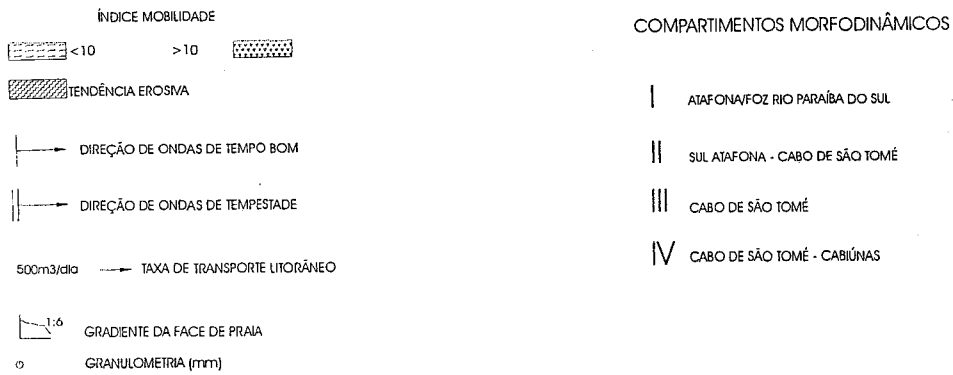 ÍNDICE MOBILIDADE
<10 >10
TENDÊNCIA EROSIVA
DIREÇÃO DE ONDAS DE TEMPO BOM
DIREÇÃO DE ONDAS DE TEMPESTADE
500m3/dia TAXA DE TRANSPORTE LITORÂNEO
1:6 GRADIENTE DA FACE DE PRAIA
GRANULOMETRIA (mm)
COMPARTIMENTOS MORFODINÂMICOS
I ATAFONA/FOZ RIO PARAÍBA DO SUL
II SUL ATAFONA - CABO DE SÃO TOMÉ
III CABO DE SÃO TOMÉ
IV CABO DE SÃO TOMÉ - CABIÚNAS